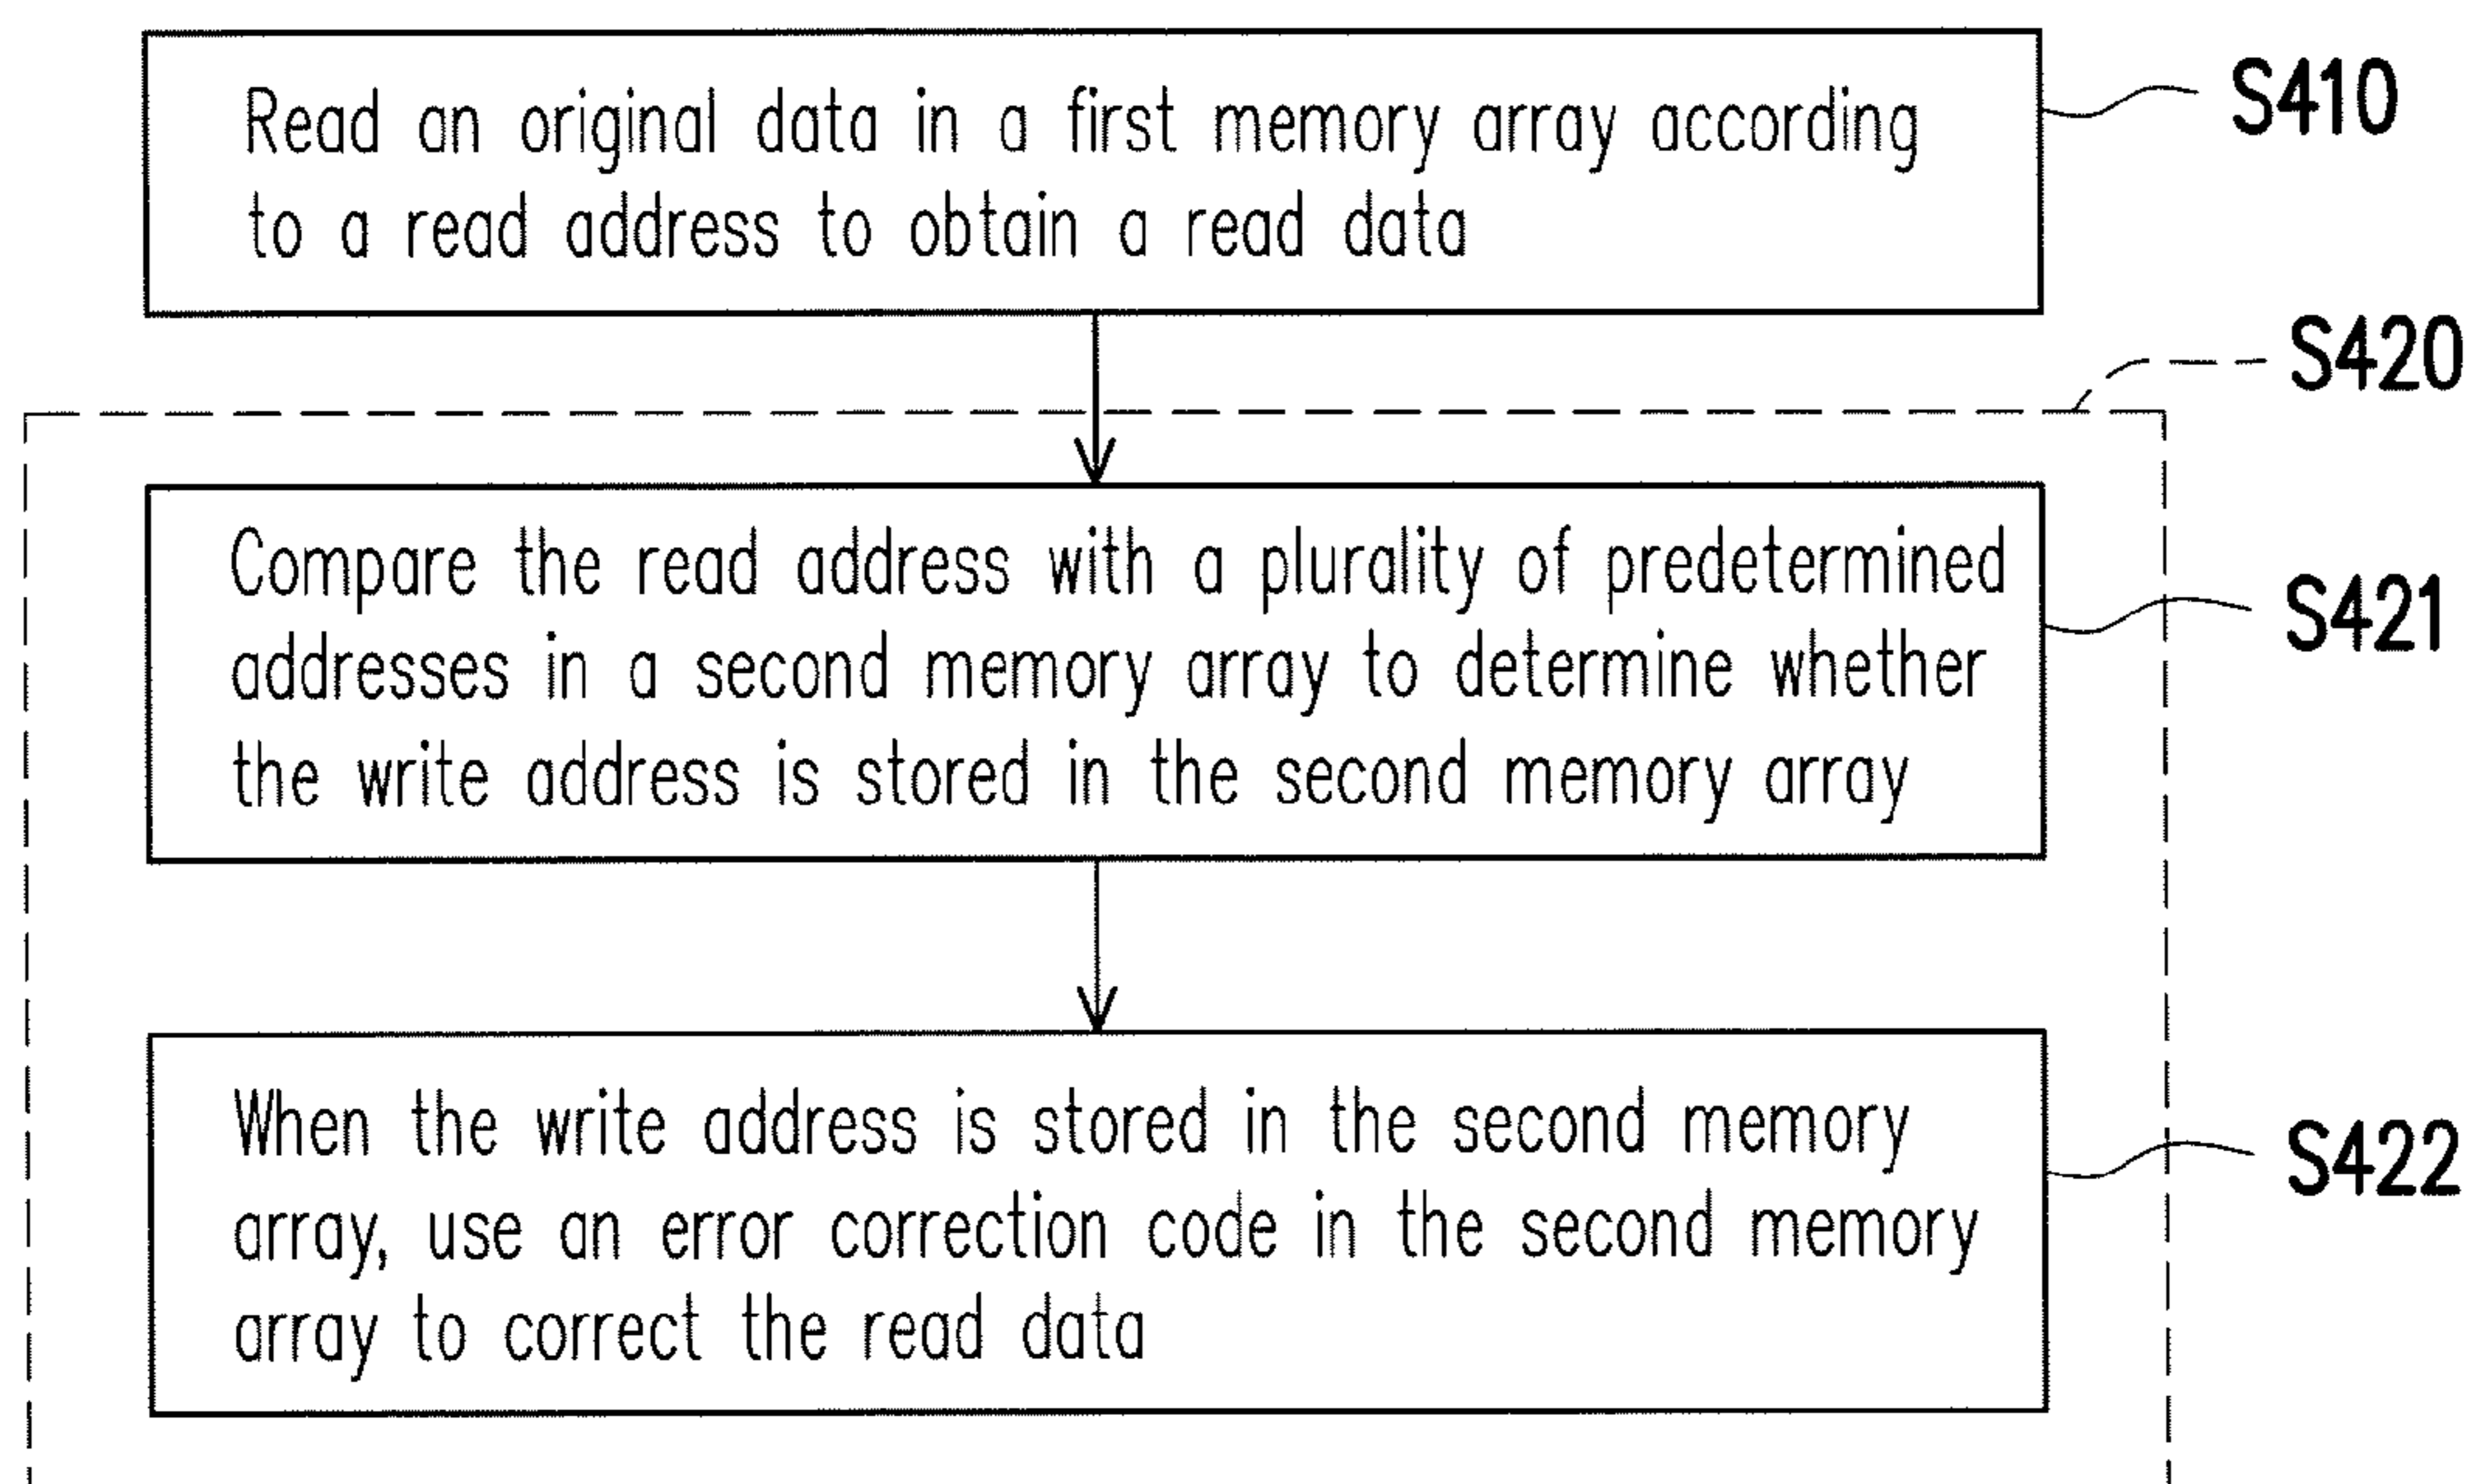 Read an original data in a first memory array according
to a read address to obtain a read data
S410
S420
Compare the read address with a plurality of predetermined
addresses in a second memory array to determine whether
the write address is stored in the second memory array
S421
When the write address is stored in the second memory
array, use an error correction code in the second memory
array to correct the read data
S422